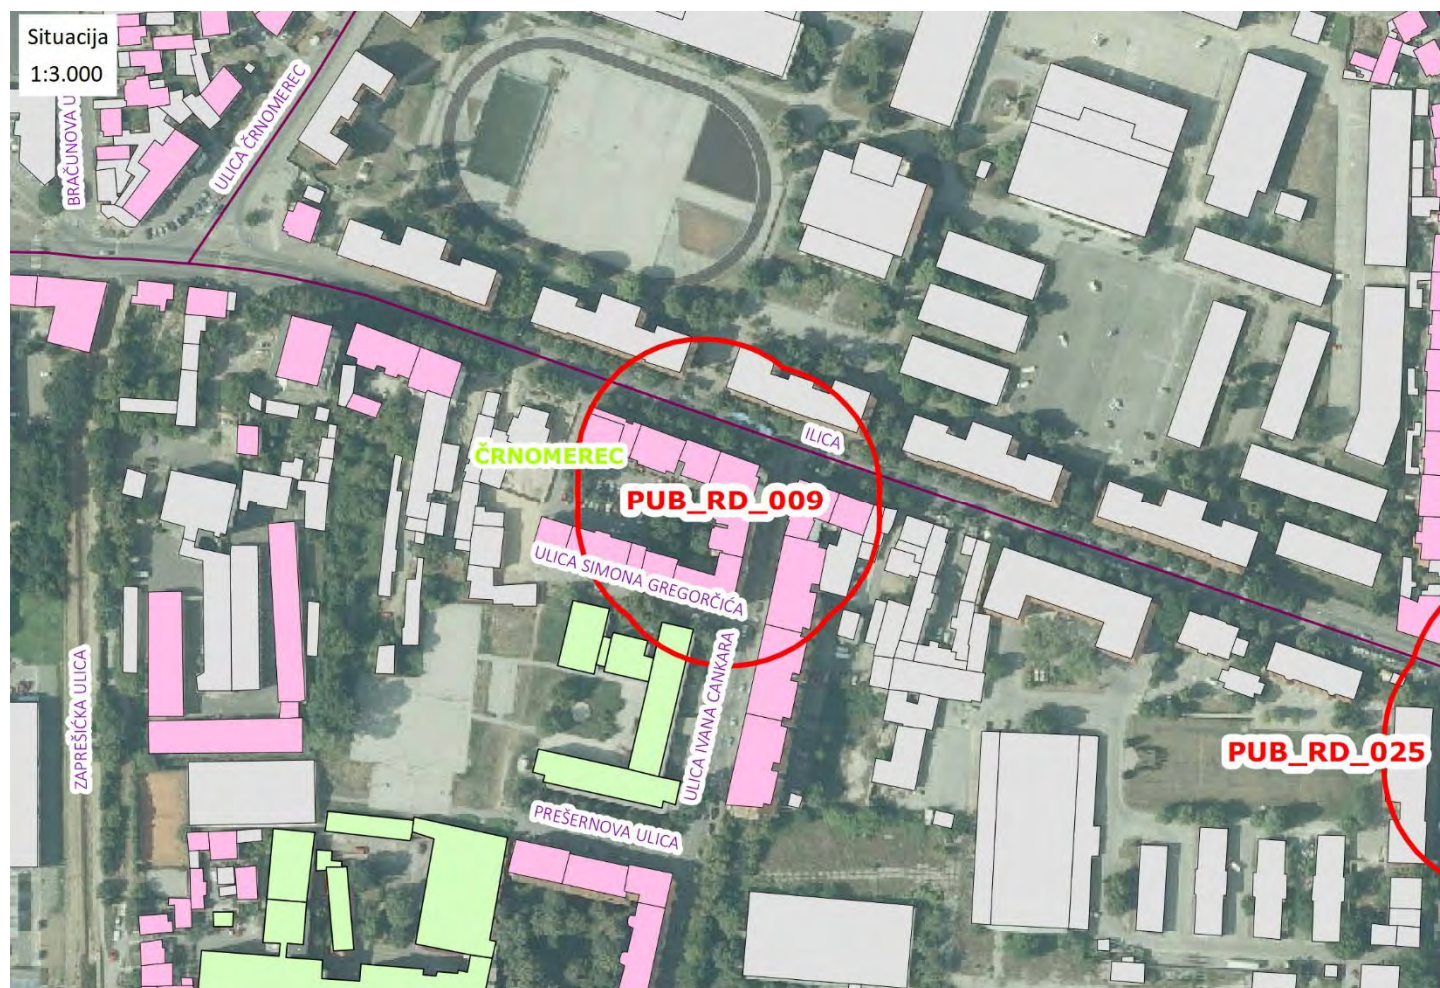 Situacija
1:3.000
BRAČUNOVA U
ULICA ČRNOMEREC
ILICA
ČRNOMEREC
PUB_RD_009
ULICA SIMONA GREGORČIĆA
ZAPREŠIĆKA ULICA
ULICA IVANA CANKARA
PUB_RD_025
PREŠERNOVA ULICA